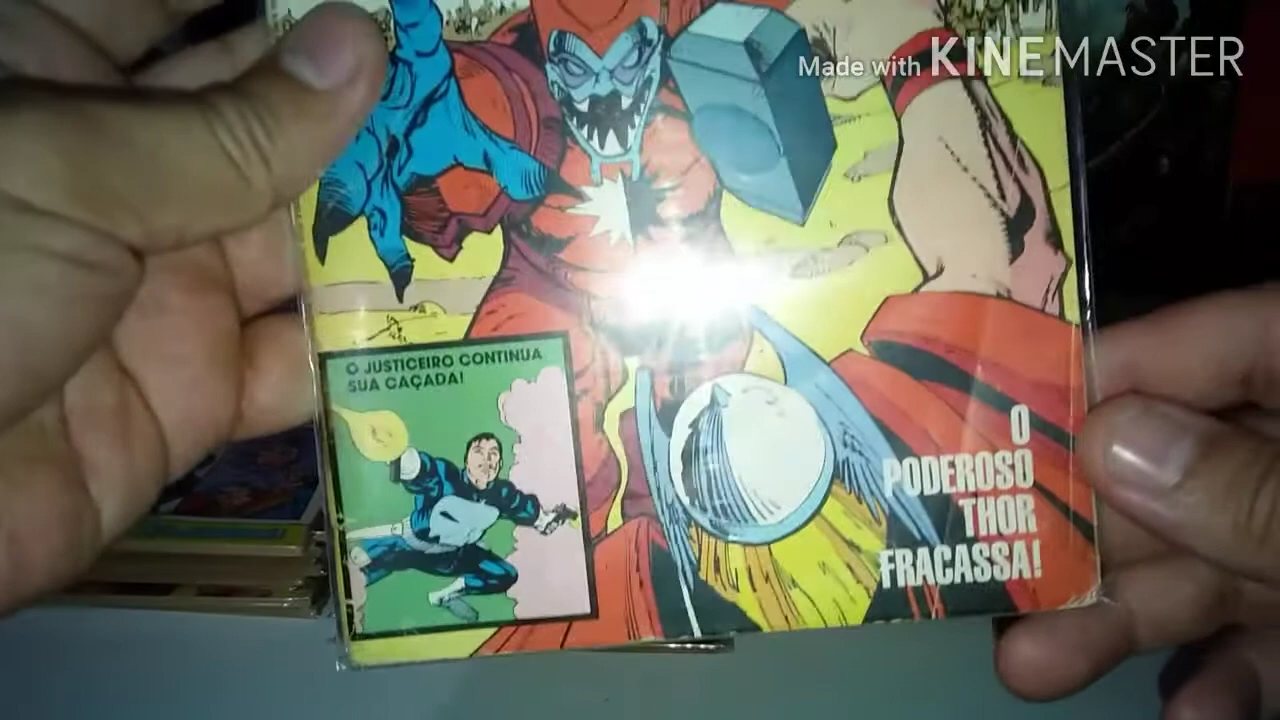 Made with KINEMASTER
O JUSTICEIRO CONTINUA
SUA CAÇADA!
O
PODEROSO
THOR
FRACASSA!